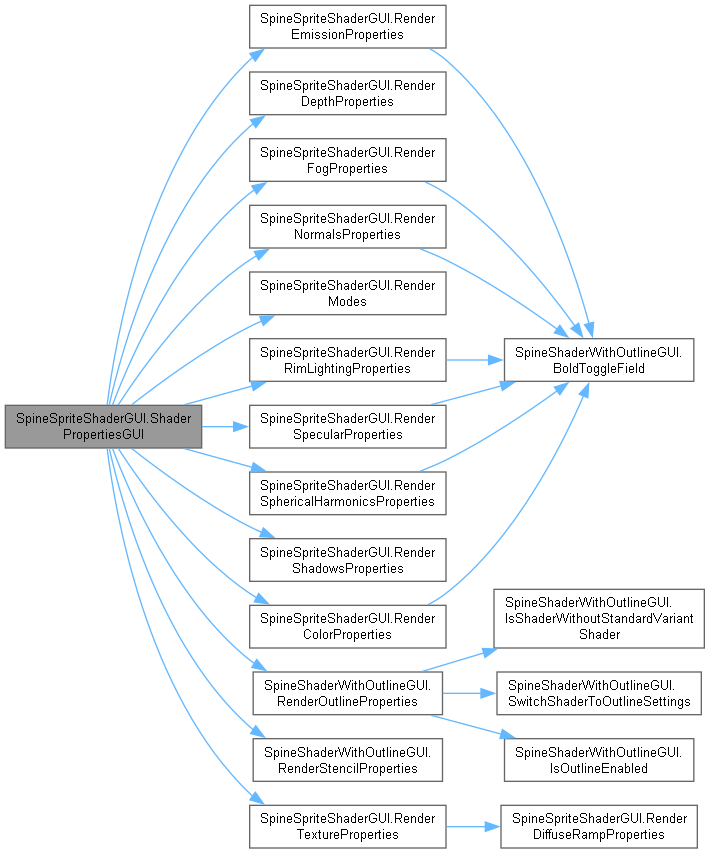 SpineSpriteShaderGUI.Render
EmissionProperties
SpineSpriteShaderGUI.Render
DepthProperties
SpineSpriteShaderGUI.Render
FogProperties
SpineSpriteShaderGUI.Render
NormalsProperties
SpineSpriteShaderGUI.Render
Modes
SpineSpriteShaderGUI.Render
RimLightingProperties
SpineShaderWithOutlineGUI.
BoldToggleField
SpineSpriteShaderGUI.Shader
PropertiesGUI
SpineSpriteShaderGUI.Render
SpecularProperties
SpineSpriteShaderGUI.Render
SphericalHarmonicsProperties
SpineSpriteShaderGUI.Render
ShadowsProperties
SpineSpriteShaderGUI.Render
ColorProperties
SpineShaderWithOutlineGUI.
IsShaderWithoutStandardVariant
Shader
SpineShaderWithOutlineGUI.
RenderOutlineProperties
SpineShaderWithOutlineGUI.
SwitchShaderToOutlineSettings
SpineShaderWithOutlineGUI.
RenderStencilProperties
SpineShaderWithOutlineGUI.
IsOutlineEnabled
SpineSpriteShaderGUI.Render
TextureProperties
SpineSpriteShaderGUI.Render
DiffuseRampProperties